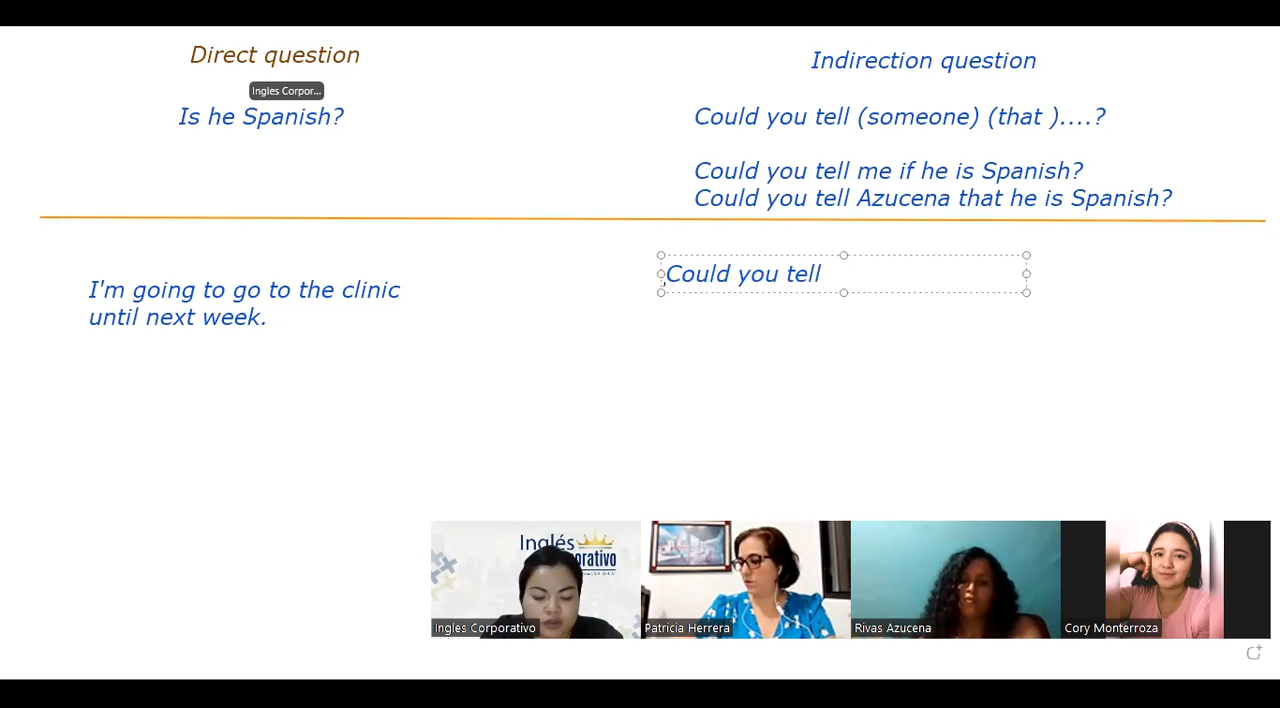 Direct question
Indirection question
Ingles Corpor...
Is he Spanish?
Could you tell (someone) (that )....?
Could you tell me if he is Spanish?
Could you tell Azucena that he is Spanish?
Could you tell
I'm going to go to the clinic
until next week.
Inglés
orativo
Ingles Corporativo
Patricia Herrera
Rivas Azucena
Cory Monterroza